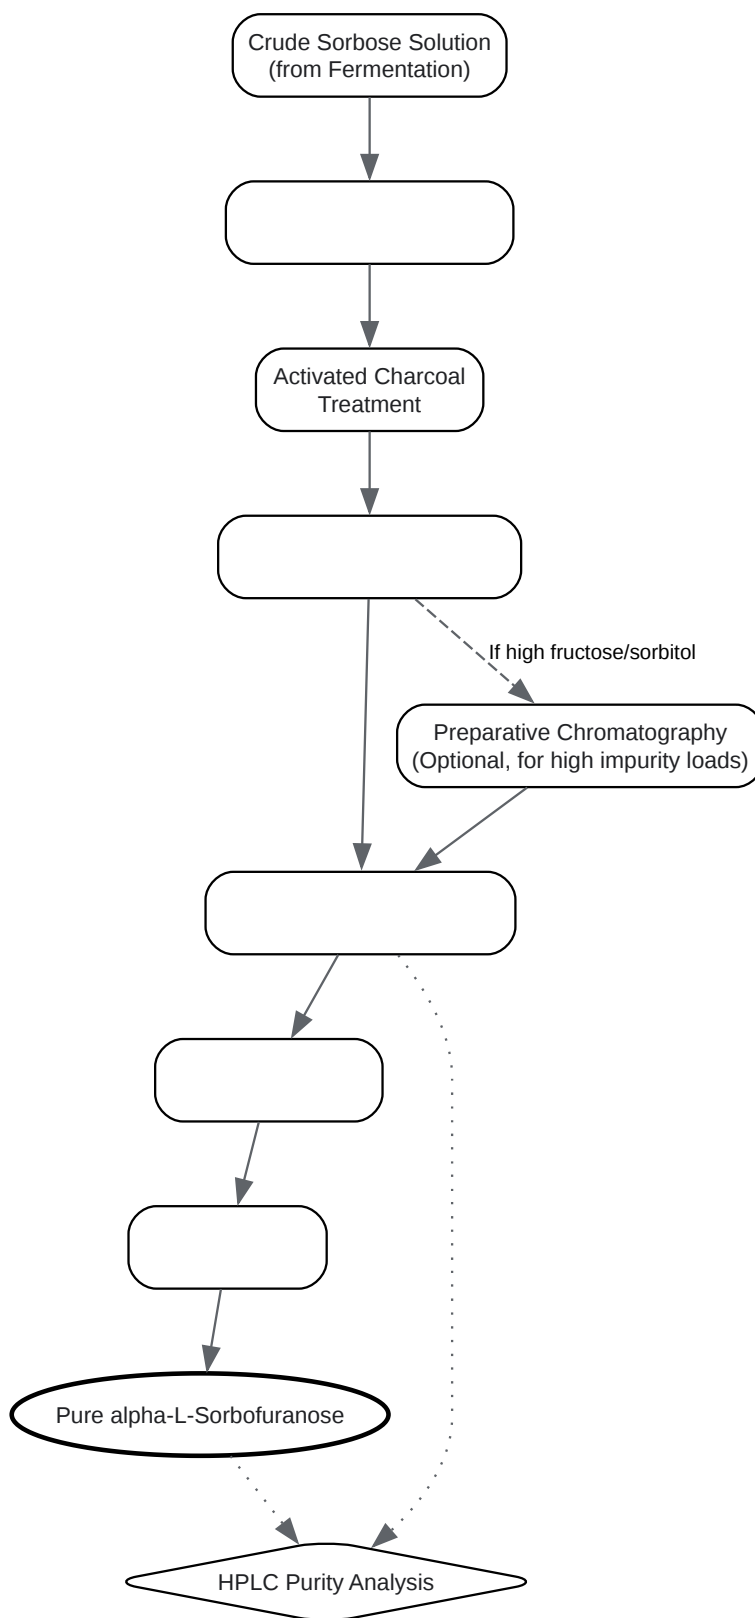 Crude Sorbose Solution
(from Fermentation)
Activated Charcoal
Treatment
If high fructose/sorbitol
Preparative Chromatography
(Optional, for high impurity loads)
Pure alpha-L-Sorbofuranose
HPLC Purity Analysis